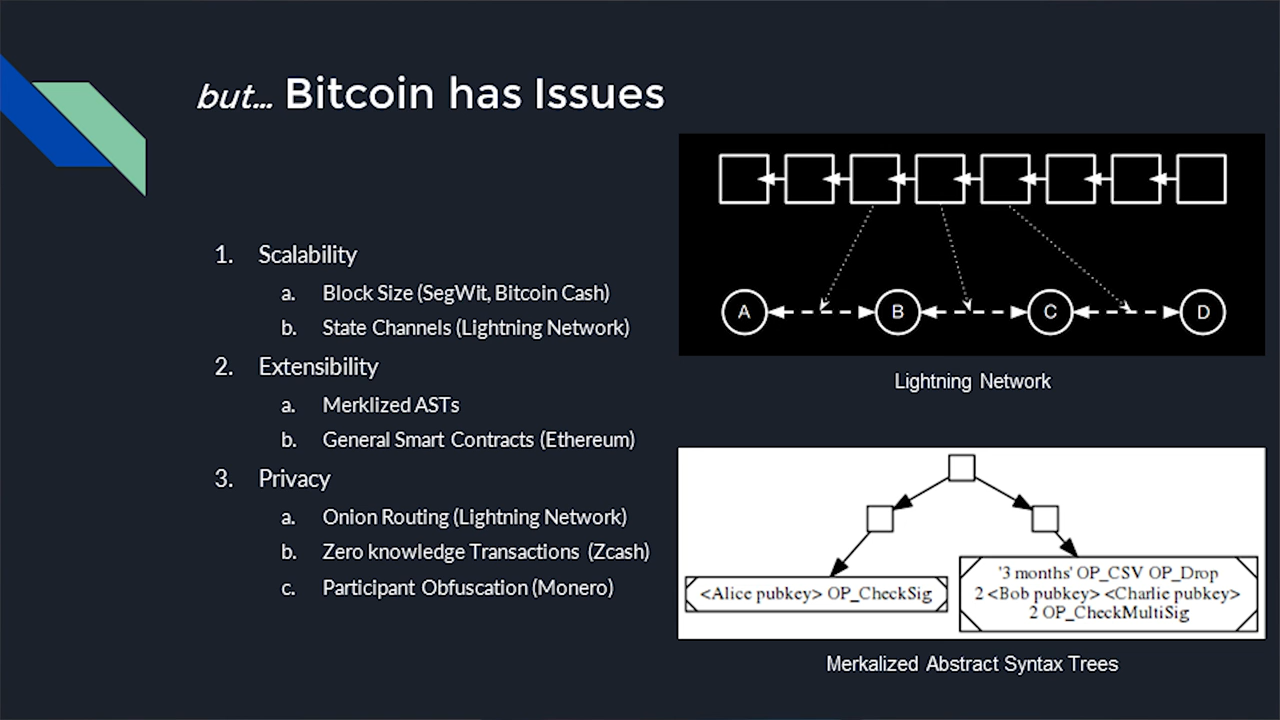 but... Bitcoin has Issues
1. Scalability
a. Block Size (SegWit, Bitcoin Cash)
b. State Channels (Lightning Network)
2. Extensibility
a. Merklized ASTs
b. General Smart Contracts (Ethereum)
3. Privacy
a. Onion Routing (Lightning Network)
b. Zero knowledge Transactions (Zcash)
c. Participant Obfuscation (Monero)
A B C D
Lightning Network
<Alice pubkey> OP_CheckSig
'3 months' OP_CSV OP_Drop
2 <Bob pubkey> <Charlie pubkey>
2 OP_CheckMultiSig
Merkalized Abstract Syntax Trees